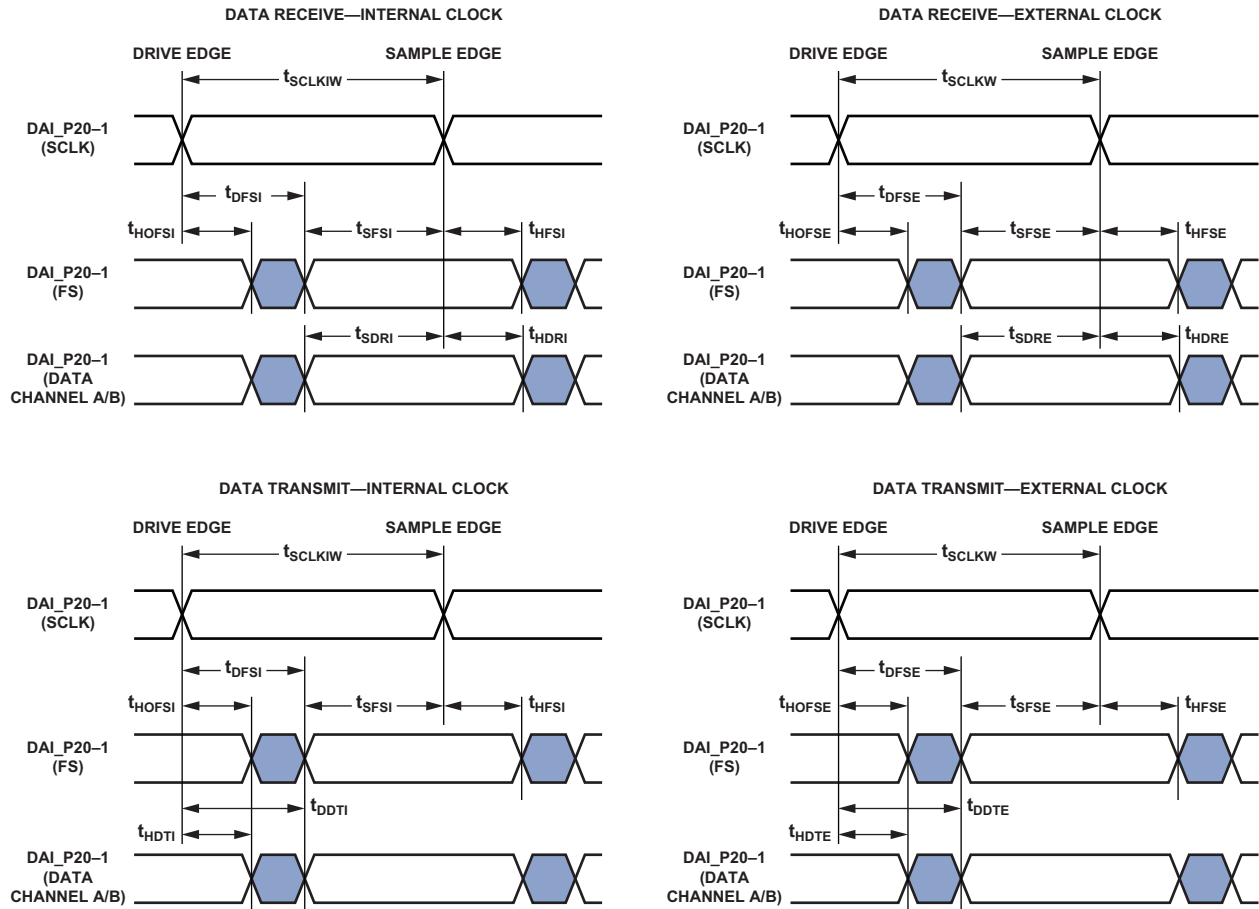 DATA RECEIVE—INTERNAL CLOCK
DRIVE EDGE SAMPLE EDGE
tSCLKIW
DAI_P20–1
(SCLK)
tDFSI
tHOFSI tSFSI tHFSI
DAI_P20–1
(FS)
tSDRI tHDRI
DAI_P20–1
(DATA
CHANNEL A/B)
DATA RECEIVE—EXTERNAL CLOCK
DRIVE EDGE SAMPLE EDGE
tSCLKW
DAI_P20–1
(SCLK)
tDFSE
tHOFSE tSFSE tHFSE
DAI_P20–1
(FS)
tSDRE tHDRE
DAI_P20–1
(DATA
CHANNEL A/B)
DATA TRANSMIT—INTERNAL CLOCK
DRIVE EDGE SAMPLE EDGE
tSCLKIW
DAI_P20–1
(SCLK)
tDFSI
tHOFSI tSFSI tHFSI
DAI_P20–1
(FS)
tDDTI
tHDTI
DAI_P20–1
(DATA
CHANNEL A/B)
DATA TRANSMIT—EXTERNAL CLOCK
DRIVE EDGE SAMPLE EDGE
tSCLKW
DAI_P20–1
(SCLK)
tDFSE
tHOFSE tSFSE tHFSE
DAI_P20–1
(FS)
tDDTE
tHDTE
DAI_P20–1
(DATA
CHANNEL A/B)